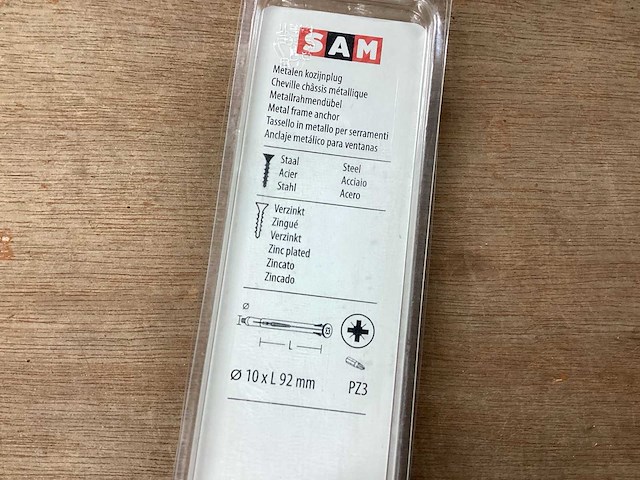 SAM
Metalen kozijnplug
Cheville châssis métallique
Metallrahmendübel
Metal frame anchor
Tassello in metallo per serramenti
Anclaje metálico para ventanas
Staal Steel
Acier Acciaio
Stahl Acero
Verzinkt
Zingué
Verzinkt
Zinc plated
Zincato
Zincado
Ø
L
Ø 10 x L 92 mm PZ3